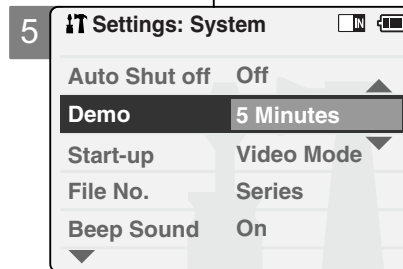 5
Settings: System IN
Auto Shut off Off
Demo 5 Minutes
Start-up Video Mode
File No. Series
Beep Sound On